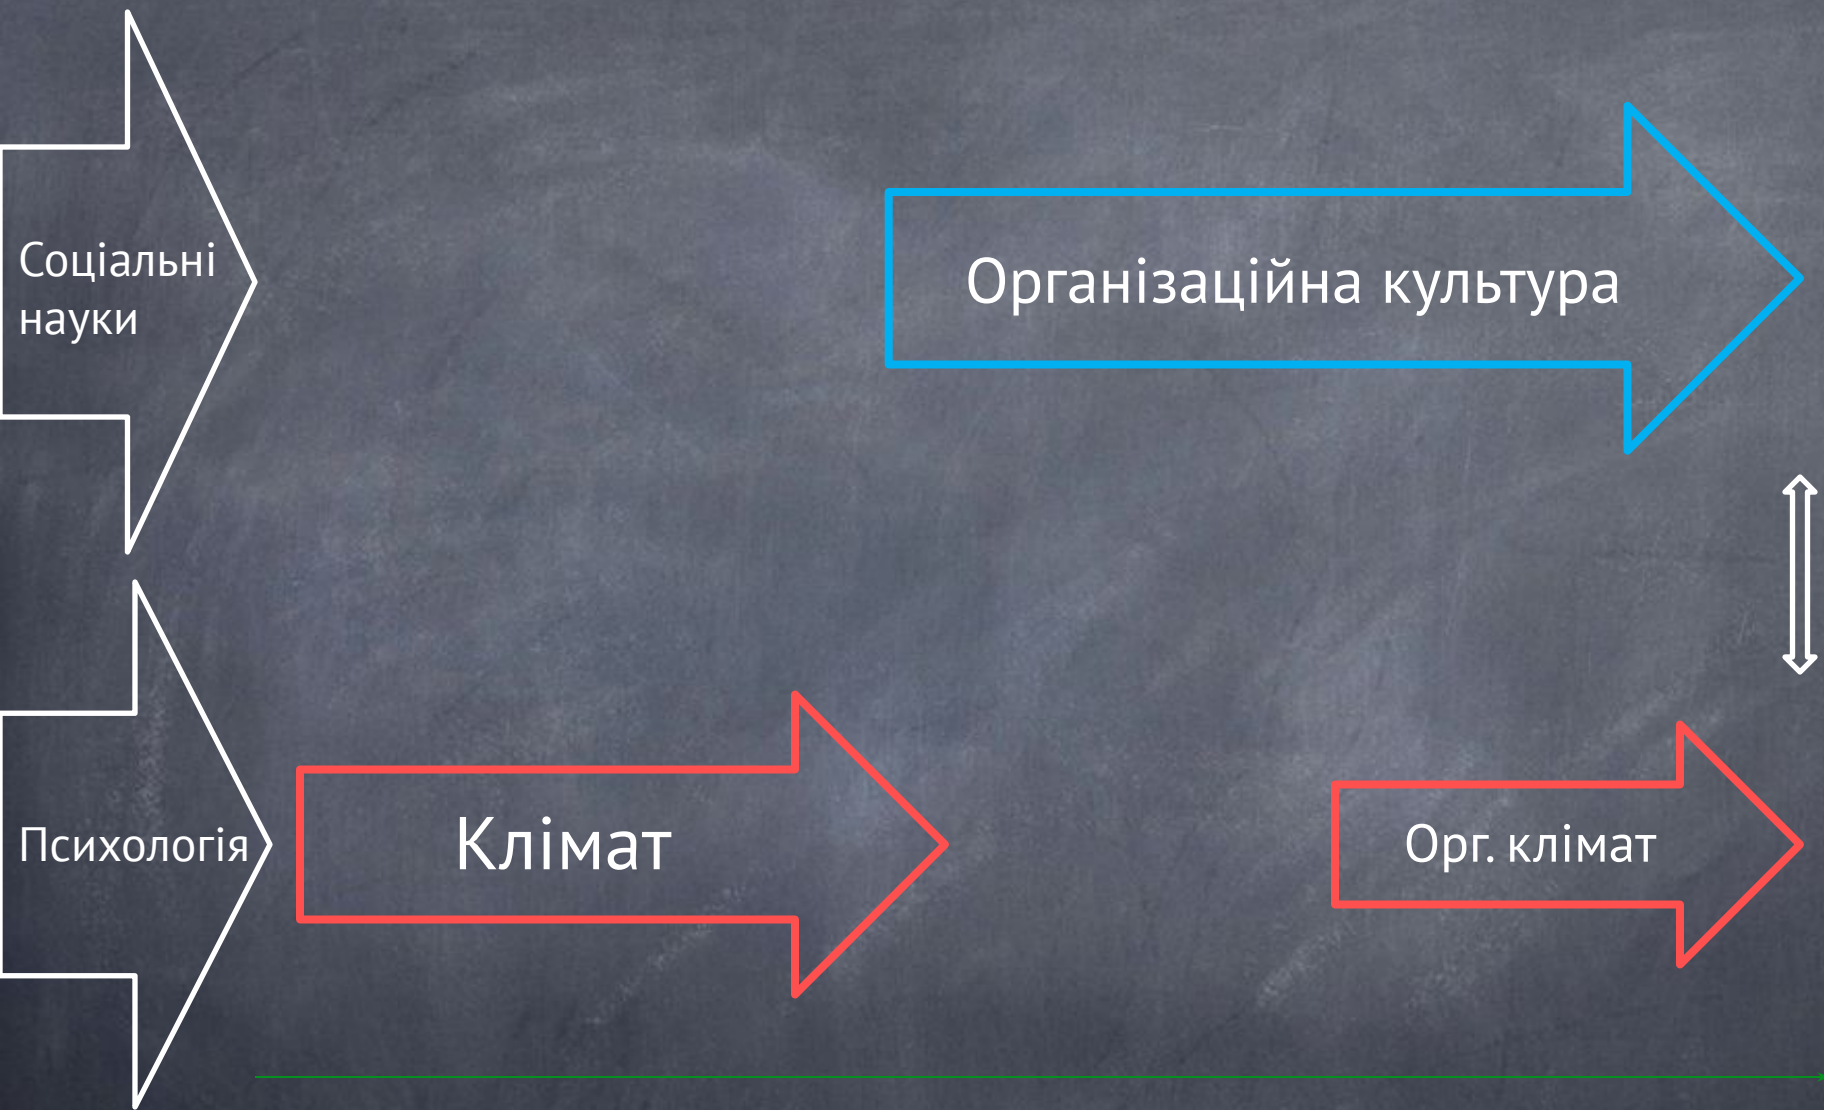 Соціальні
науки
Організаційна культура
Психологія
Клімат
Орг. клімат